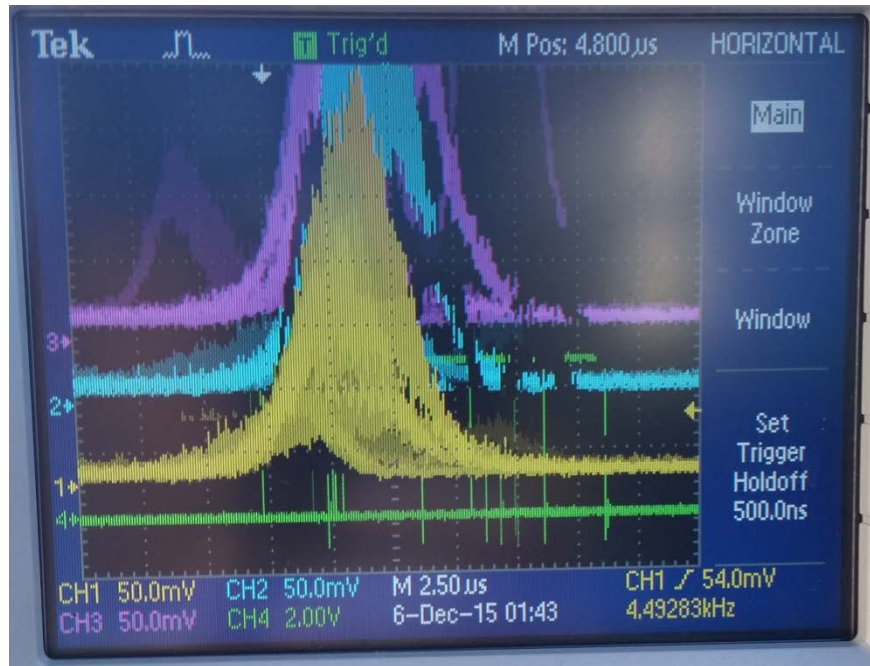 Tek T Trig'd M Pos: 4.800µs HORIZONTAL
Main
Window
Zone
Window
Set
Trigger
Holdoff
500.0ns
3
2
1
4
CH1 50.0mV CH2 50.0mV M 2.50µs CH1 54.0mV
CH3 50.0mV CH4 2.00V 6-Dec-15 01:43 4.49283kHz